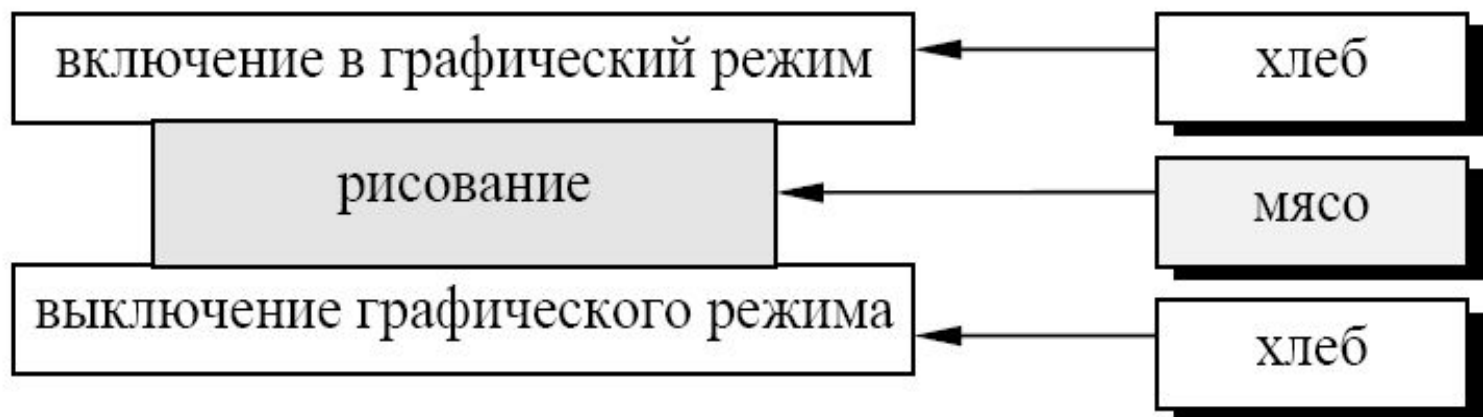 включение в графический режим
хлеб
рисование
мясо
выключение графического режима
хлеб